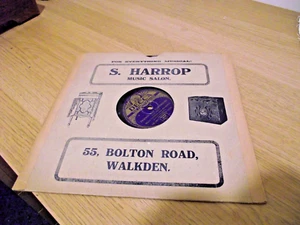 FOR EVERYTHING MUSICAL.
S. HARROP
MUSIC SALON.
55, BOLTON ROAD,
WALKDEN.